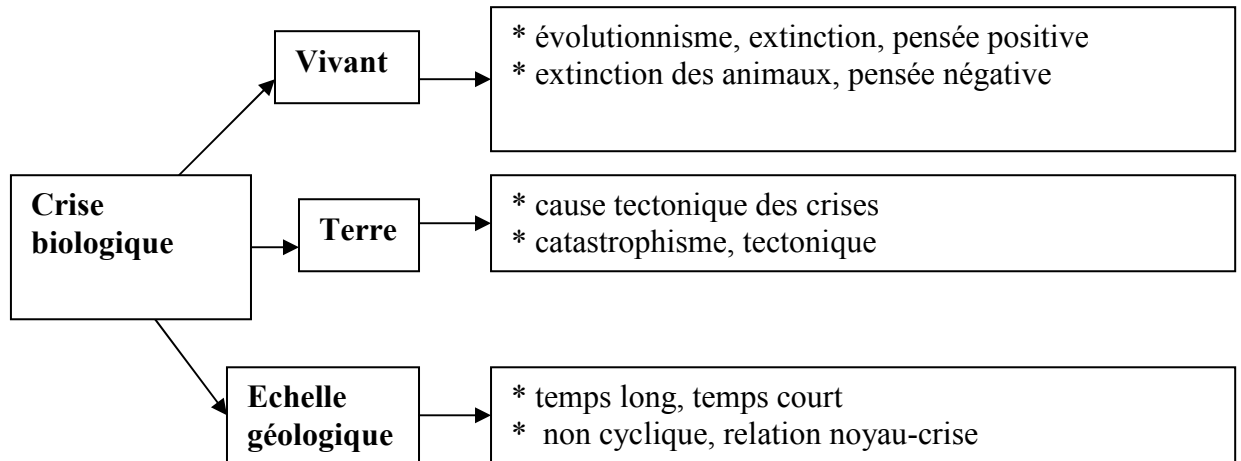 Vivant
* évolutionnisme, extinction, pensée positive
* extinction des animaux, pensée négative
Crise
biologique
Terre
* cause tectonique des crises
* catastrophisme, tectonique
Echelle
géologique
* temps long, temps court
* non cyclique, relation noyau-crise